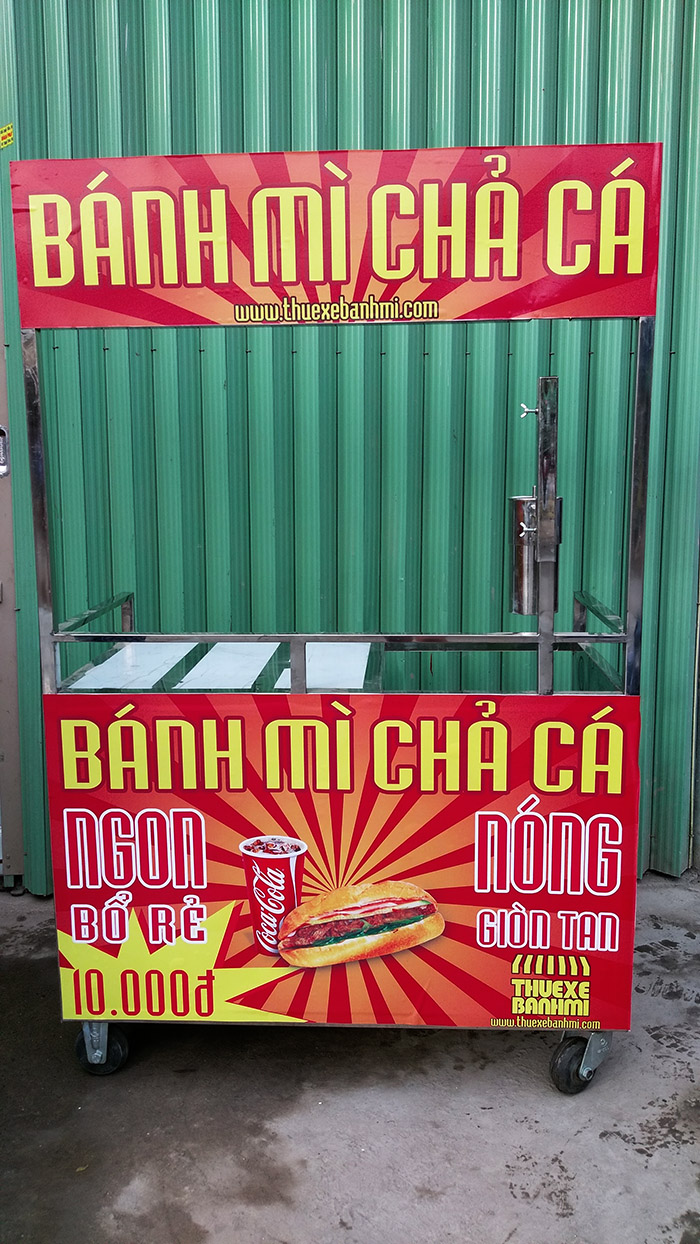 BÁNH MÌ CHẢ CÁ
www.thuexebanhmi.com
BÁNH MÌ CHẢ CÁ
NGON
BỔ RẺ
10.000đ
Coca-Cola
NÓNG
GIÒN TAN
THUEXE
BANHMI
www.thuexebanhmi.com